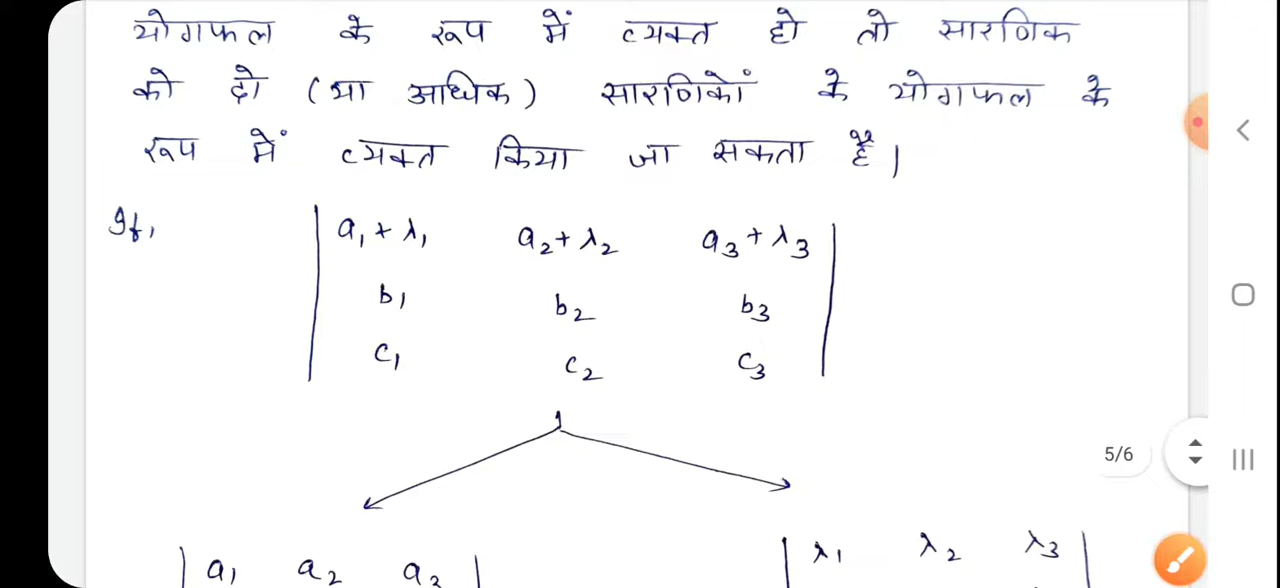 योगफल के रूप में व्यक्त हो तो सारणिक
को दो (या अधिक) सारणिकों के योगफल के
रूप में व्यक्त किया जा सकता है।
If,
| a₁ + λ₁ a₂ + λ₂ a₃ + λ₃ |
| b₁ b₂ b₃ |
| c₁ c₂ c₃ |
5/6
| a₁ a₂ a₃ | | λ₁ λ₂ λ₃ |